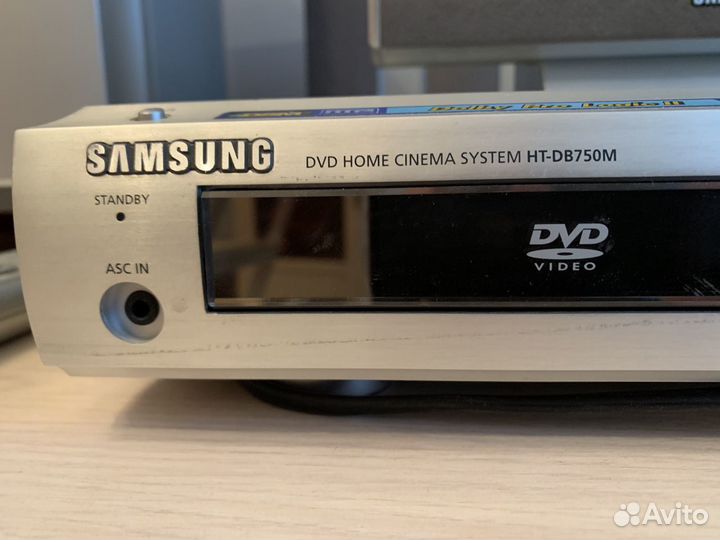 Dolby Pro Logic II
SAMSUNG
DVD HOME CINEMA SYSTEM HT-DB750M
STANDBY
ASC IN
DVD
VIDEO
Avito